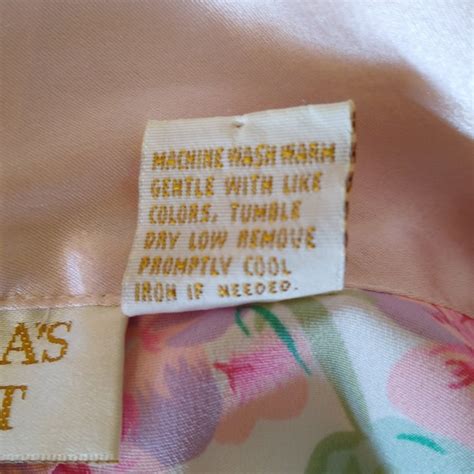 MACHINE WASH WARM
GENTLE WITH LIKE
COLORS, TUMBLE
DRY LOW REMOVE
PROMPTLY COOL
IRON IF NEEDED.
A'S
T